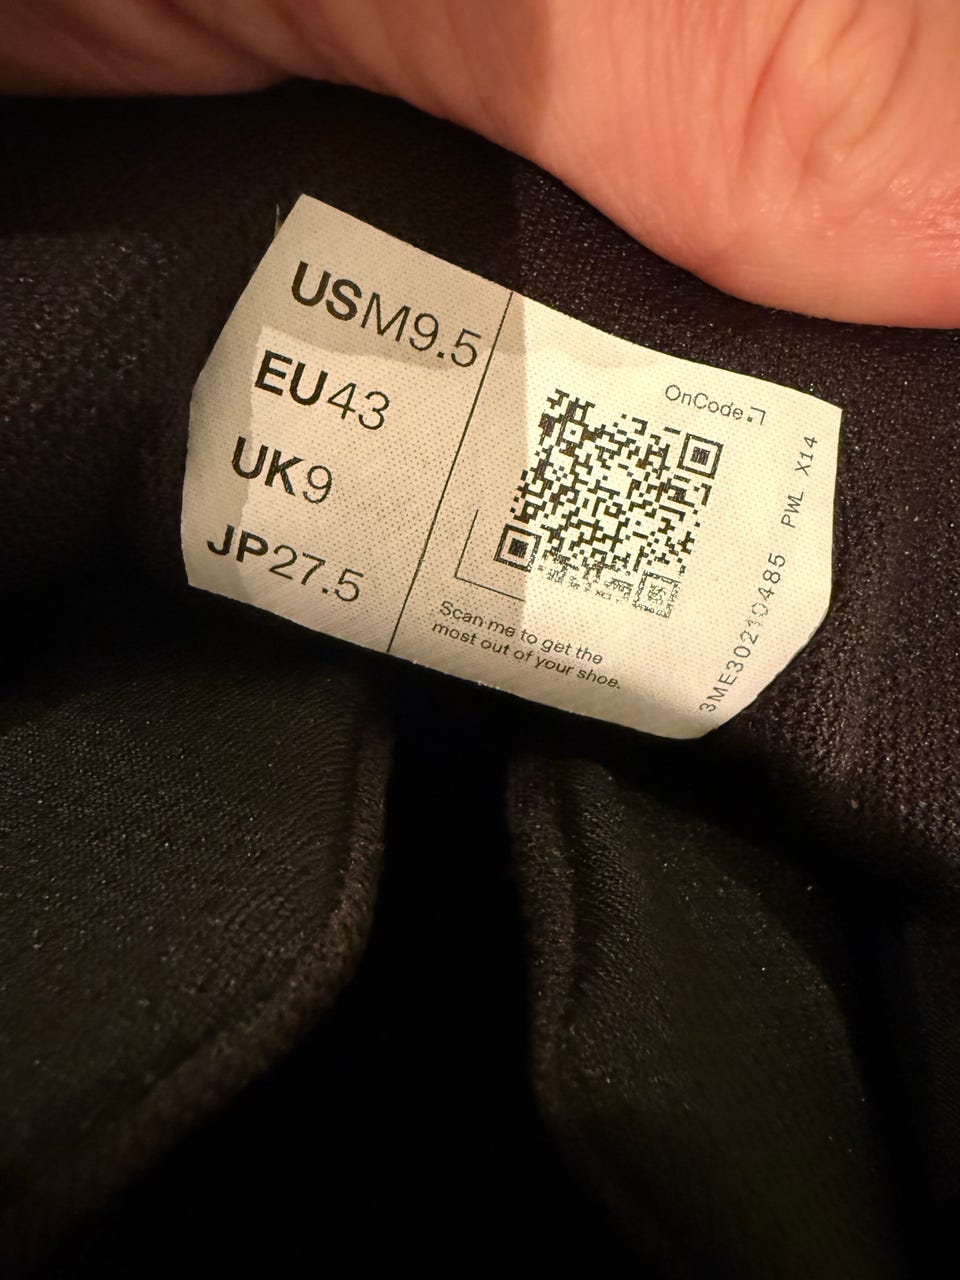 USM9.5
EU43
UK9
JP27.5
OnCode
Scan me to get the
most out of your shoe.
3ME30210485 PWL X14